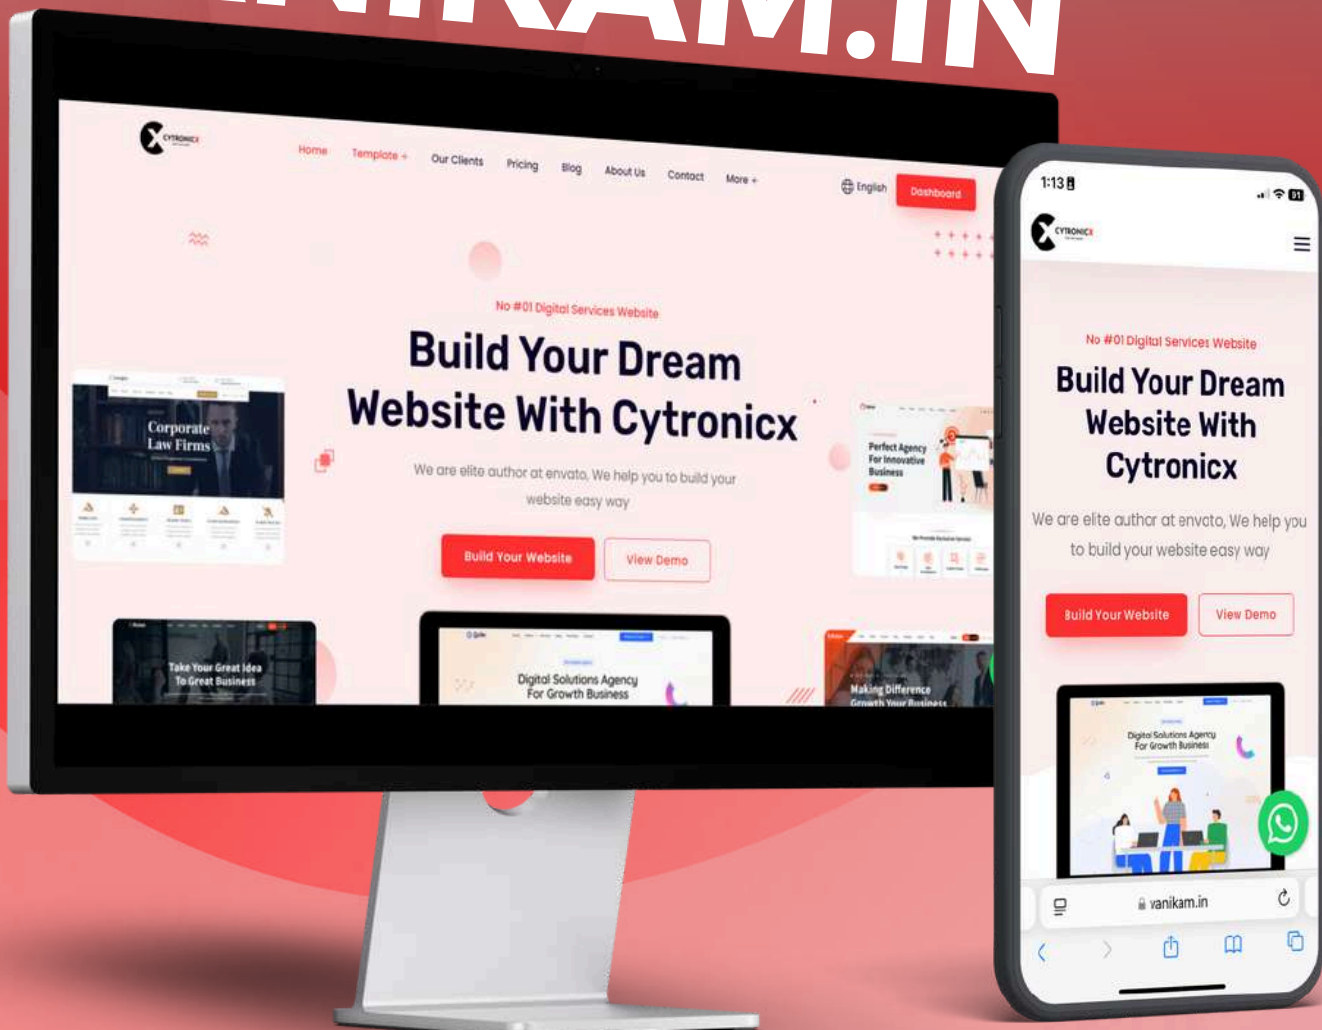 ANIKAM.IN
CYTRONICX
Home Template + Our Clients Pricing Blog About Us Contact More +
English Dashboard
No #01 Digital Services Website
Build Your Dream
Website With Cytronicx
We are elite author at envato, We help you to build your
website easy way
Build Your Website View Demo
Corporate
Law Firms
Perfect Agency
For Innovative
Business
Take Your Great Idea
To Great Business
Digital Solutions Agency
For Growth Business
Making Difference
Growth Your Business
1:13
91
CYTRONICX
No #01 Digital Services Website
Build Your Dream
Website With
Cytronicx
We are elite author at envato, We help you
to build your website easy way
Build Your Website View Demo
Digital Solutions Agency
For Growth Business
vanikam.in